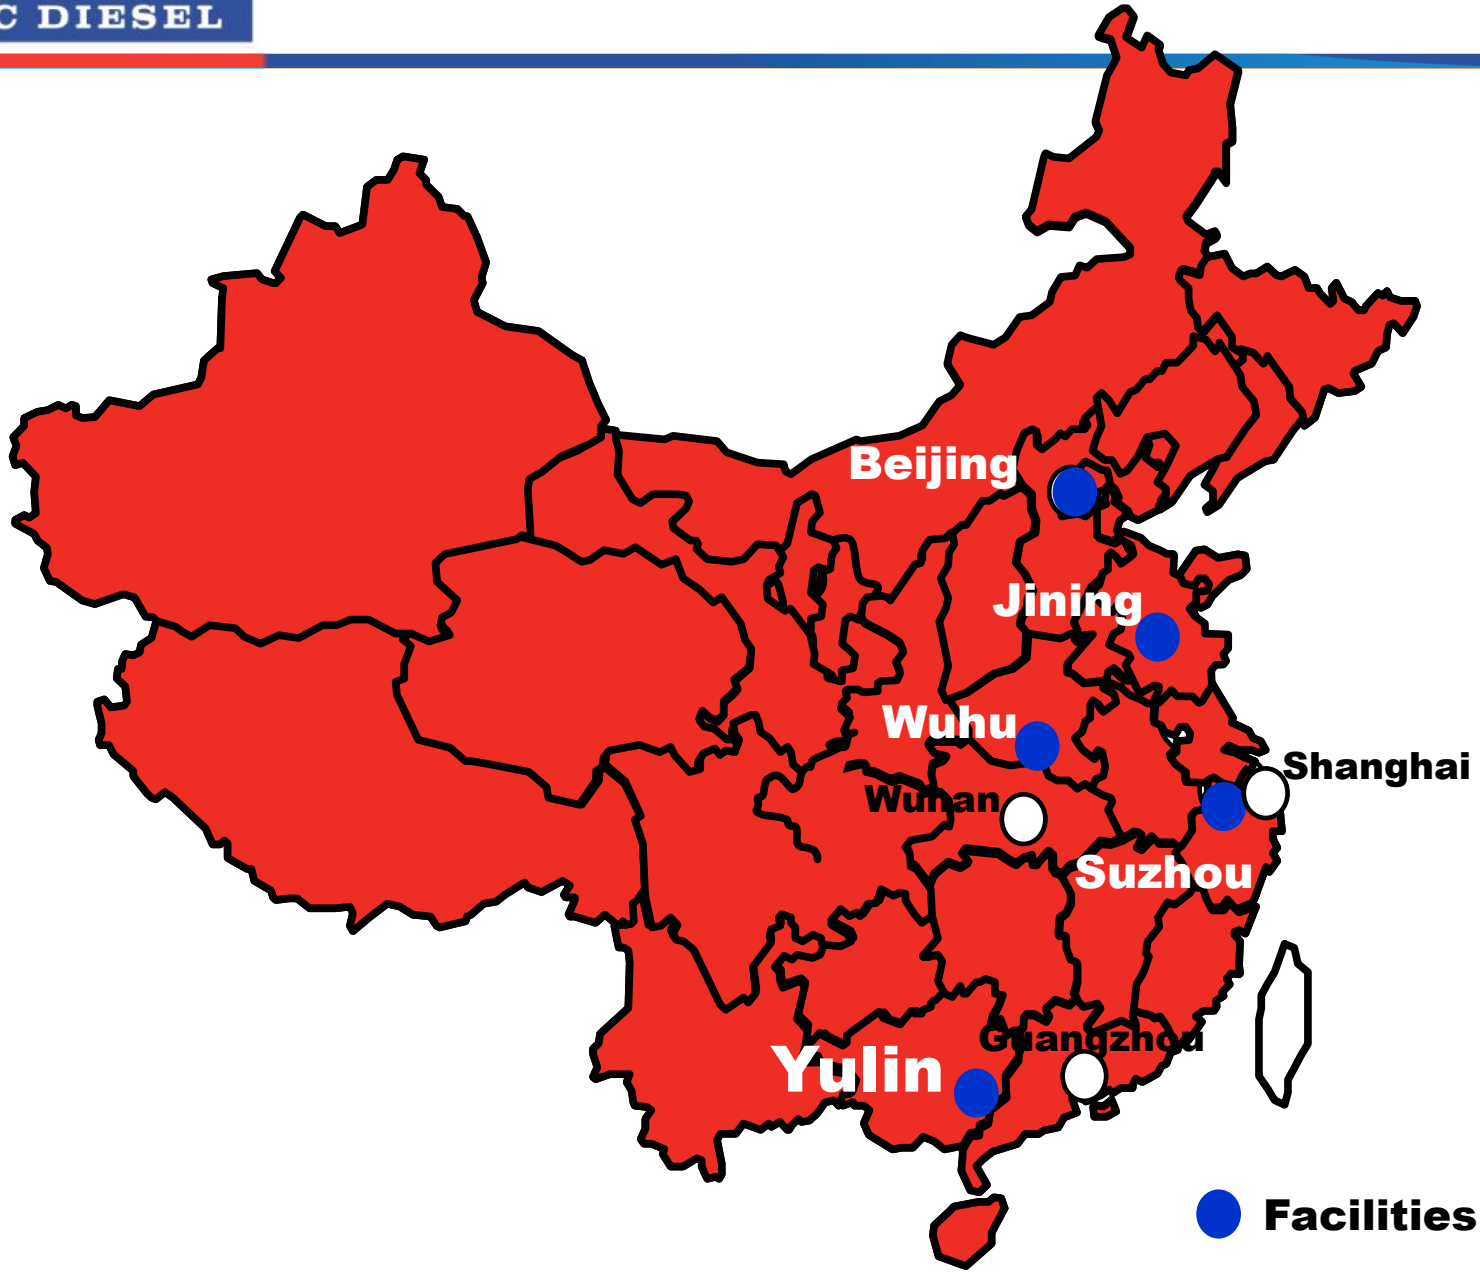 C DIESEL
Beijing
Jining
Wuhu
Shanghai
Wuhan
Suzhou
Guangzhou
Yulin
Facilities